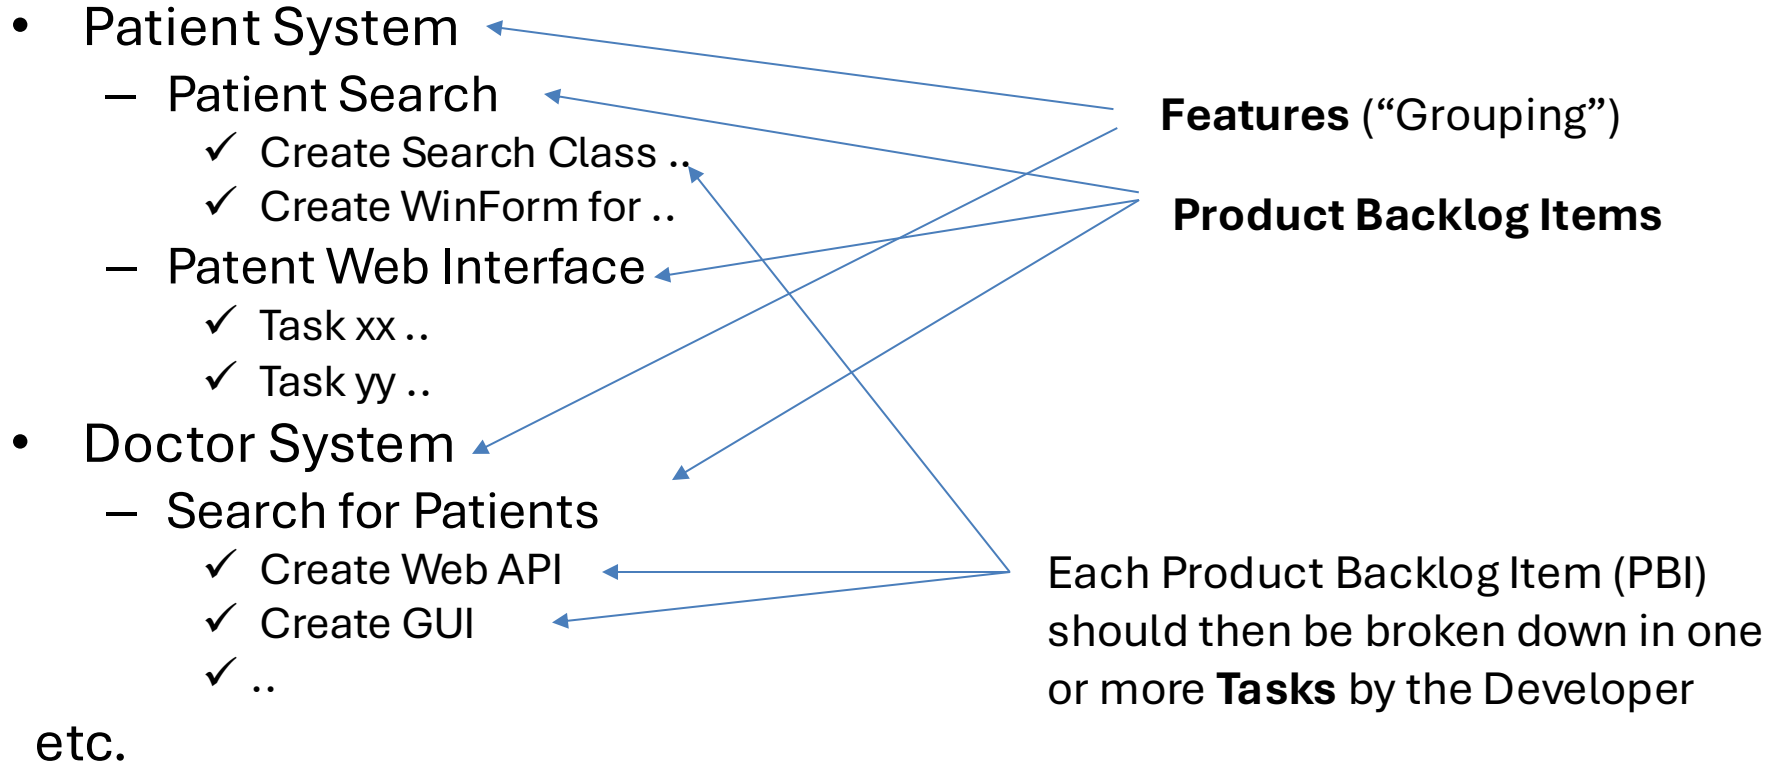 • Patient System
– Patient Search
✓ Create Search Class ..
✓ Create WinForm for ..
– Patent Web Interface
✓ Task xx ..
✓ Task yy ..
• Doctor System
– Search for Patients
✓ Create Web API
✓ Create GUI
✓ ..
etc.
Features (“Grouping”)
Product Backlog Items
Each Product Backlog Item (PBI)
should then be broken down in one
or more Tasks by the Developer